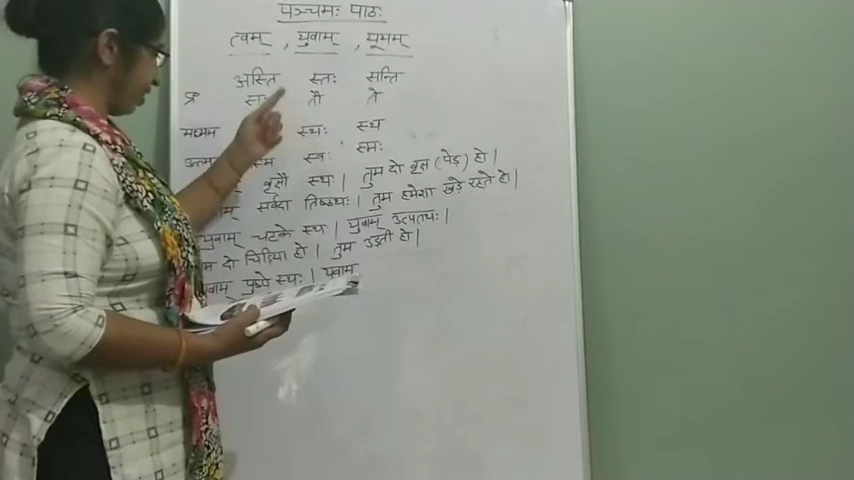 पञ्चमः पाठः
त्वम् , युवाम् , यूयम्
अस्ति स्तः सन्ति
प्र सः तौ ते
मध्यम स्थः स्थ
उत्तम स्वः स्मः
वृक्षौ स्थः | तुम दो वृक्ष (पेड़) हो |
सर्वदा तिष्ठथः | तुम हमेशा खड़े रहते हो |
युवाम् चटके स्थः | युवाम् उत्पतथः |
दो चिड़िया हो | तुम उड़ती हो |
पुष्पे स्थः | युवाम्